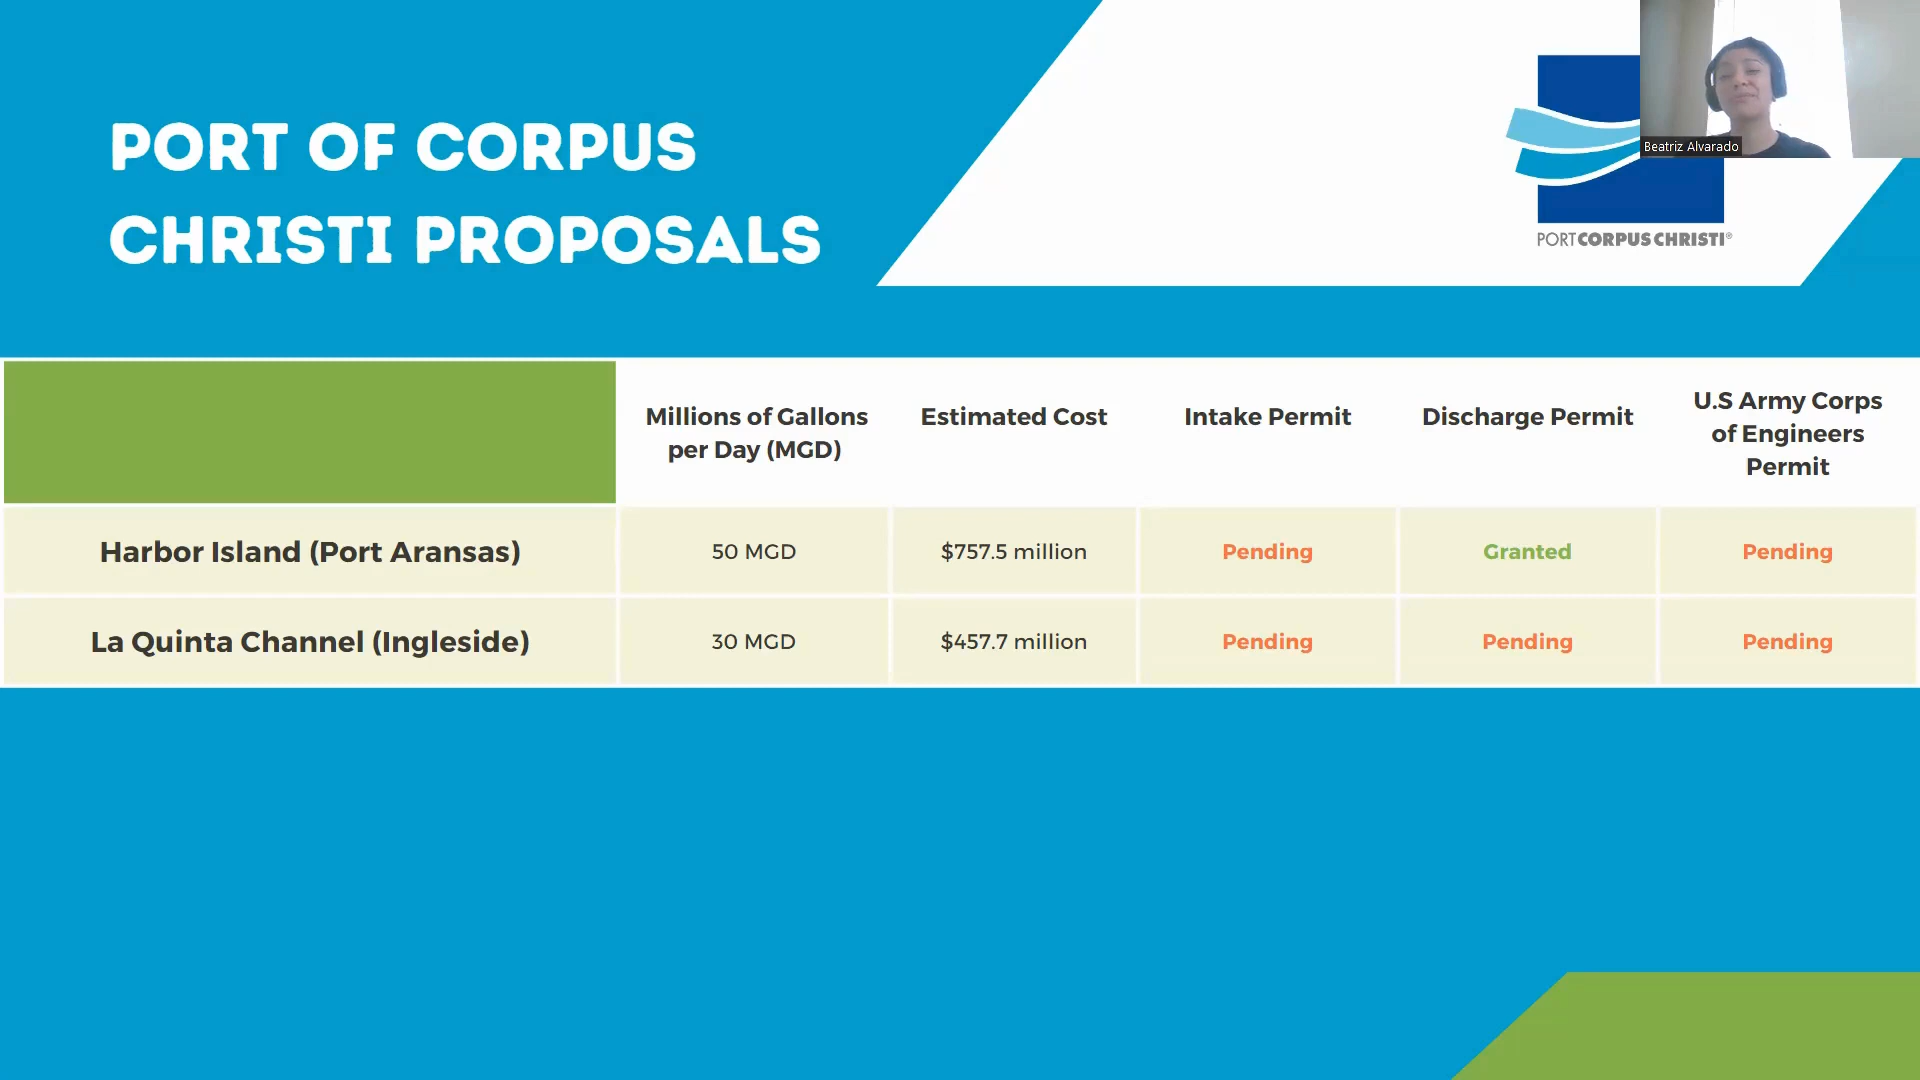 PORT OF CORPUS
CHRISTI PROPOSALS
PORTCORPUSCHRISTI®
Beatriz Alvarado
Millions of Gallons
per Day (MGD)
Estimated Cost
Intake Permit
Discharge Permit
U.S Army Corps
of Engineers
Permit
Harbor Island (Port Aransas)
50 MGD
$757.5 million
Pending
Granted
Pending
La Quinta Channel (Ingleside)
30 MGD
$457.7 million
Pending
Pending
Pending